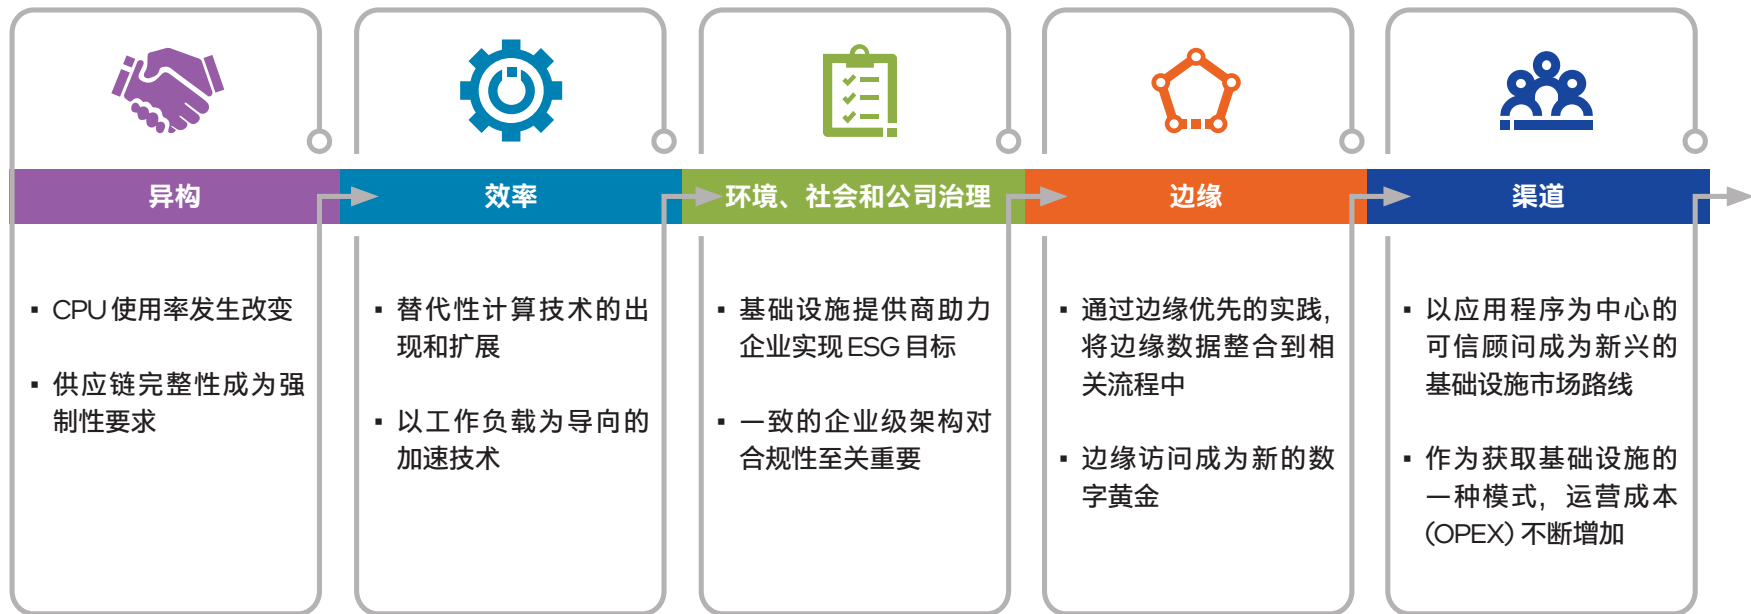 异构
效率
环境、社会和公司治理
边缘
渠道
▪ CPU 使用率发生改变
▪ 供应链完整性成为强
制性要求
▪ 替代性计算技术的出
现和扩展
▪ 以工作负载为导向的
加速技术
▪ 基础设施提供商助力
企业实现 ESG 目标
▪ 一致的企业级架构对
合规性至关重要
▪ 通过边缘优先的实践,
将边缘数据整合到相
关流程中
▪ 边缘访问成为新的数
字黄金
▪ 以应用程序为中心的
可信顾问成为新兴的
基础设施市场路线
▪ 作为获取基础设施的
一种模式，运营成本
(OPEX) 不断增加